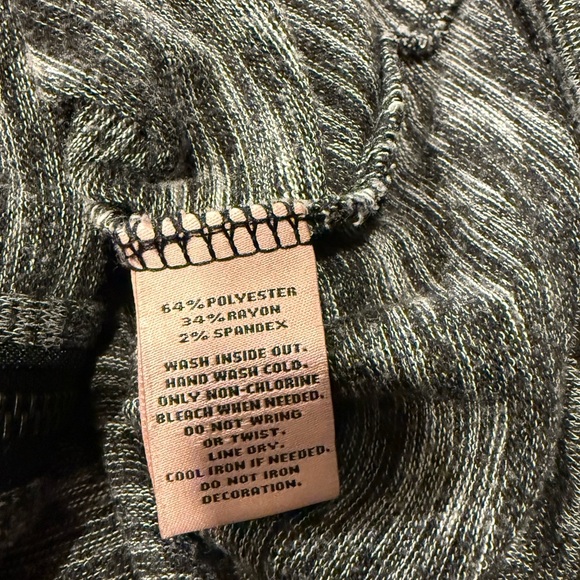 64% POLYESTER
34% RAYON
2% SPANDEX
WASH INSIDE OUT.
HAND WASH COLD.
ONLY NON-CHLORINE
BLEACH WHEN NEEDED.
DO NOT WRING
OR TWIST.
LINE DRY.
COOL IRON IF NEEDED.
DO NOT IRON
DECORATION.